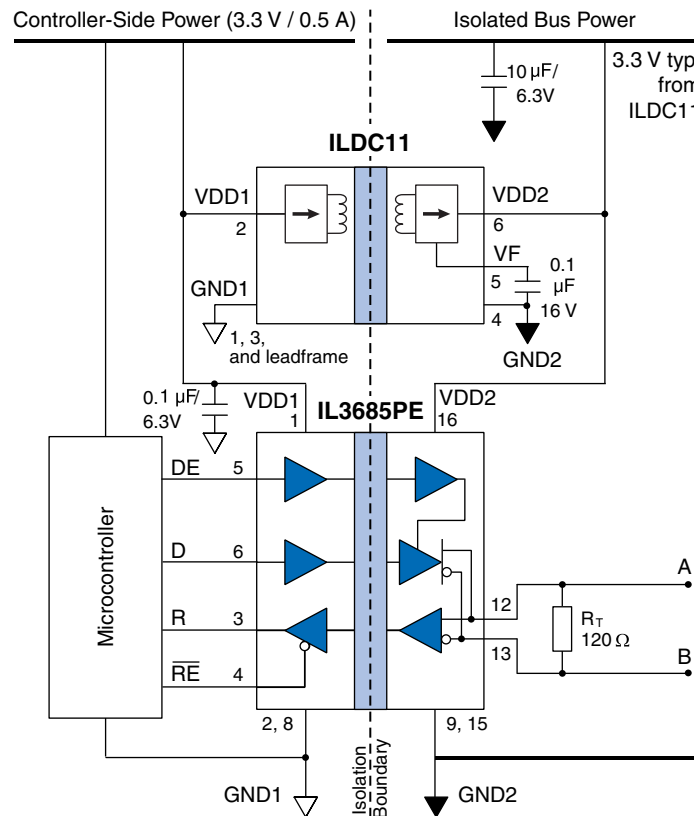 Controller-Side Power (3.3 V / 0.5 A)
Isolated Bus Power
10 µF/
6.3V
3.3 V typ
from
ILDC11
ILDC11
VDD1
2
VDD2
6
VF
5
0.1
µF
16 V
GND1
4
1, 3,
and leadframe
GND2
0.1 µF/
6.3V
VDD1
1
IL3685PE
VDD2
16
Microcontroller
DE 5
D 6
R 3
RE 4
12
13
A
RT
120 Ω
B
2, 8
9, 15
GND1
Isolation
Boundary
GND2